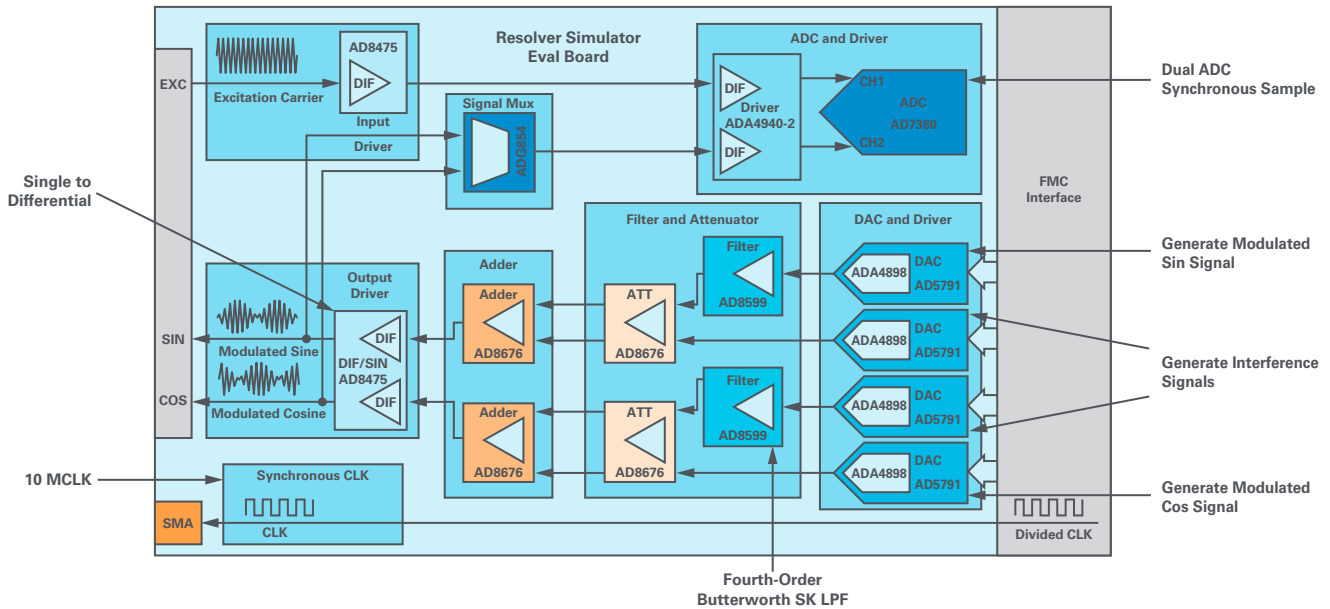 Resolver Simulator
Eval Board
EXC
Excitation Carrier
AD8475
DIF
Input
Driver
Signal Mux
ADG854
ADC and Driver
DIF
Driver
ADA4940-2
DIF
CH1
ADC
AD7380
CH2
Dual ADC
Synchronous Sample
FMC
Interface
Single to
Differential
Output
Driver
SIN
Modulated Sine
COS
Modulated Cosine
DIF
DIF/SIN
AD8475
DIF
Adder
Adder
AD8676
Adder
AD8676
Filter and Attenuator
ATT
AD8676
Filter
AD8599
ATT
AD8676
Filter
AD8599
DAC and Driver
ADA4898
DAC
AD5791
ADA4898
DAC
AD5791
ADA4898
DAC
AD5791
ADA4898
DAC
AD5791
Generate Modulated
Sin Signal
Generate Interference
Signals
Generate Modulated
Cos Signal
10 MCLK
Synchronous CLK
CLK
SMA
Divided CLK
Fourth-Order
Butterworth SK LPF